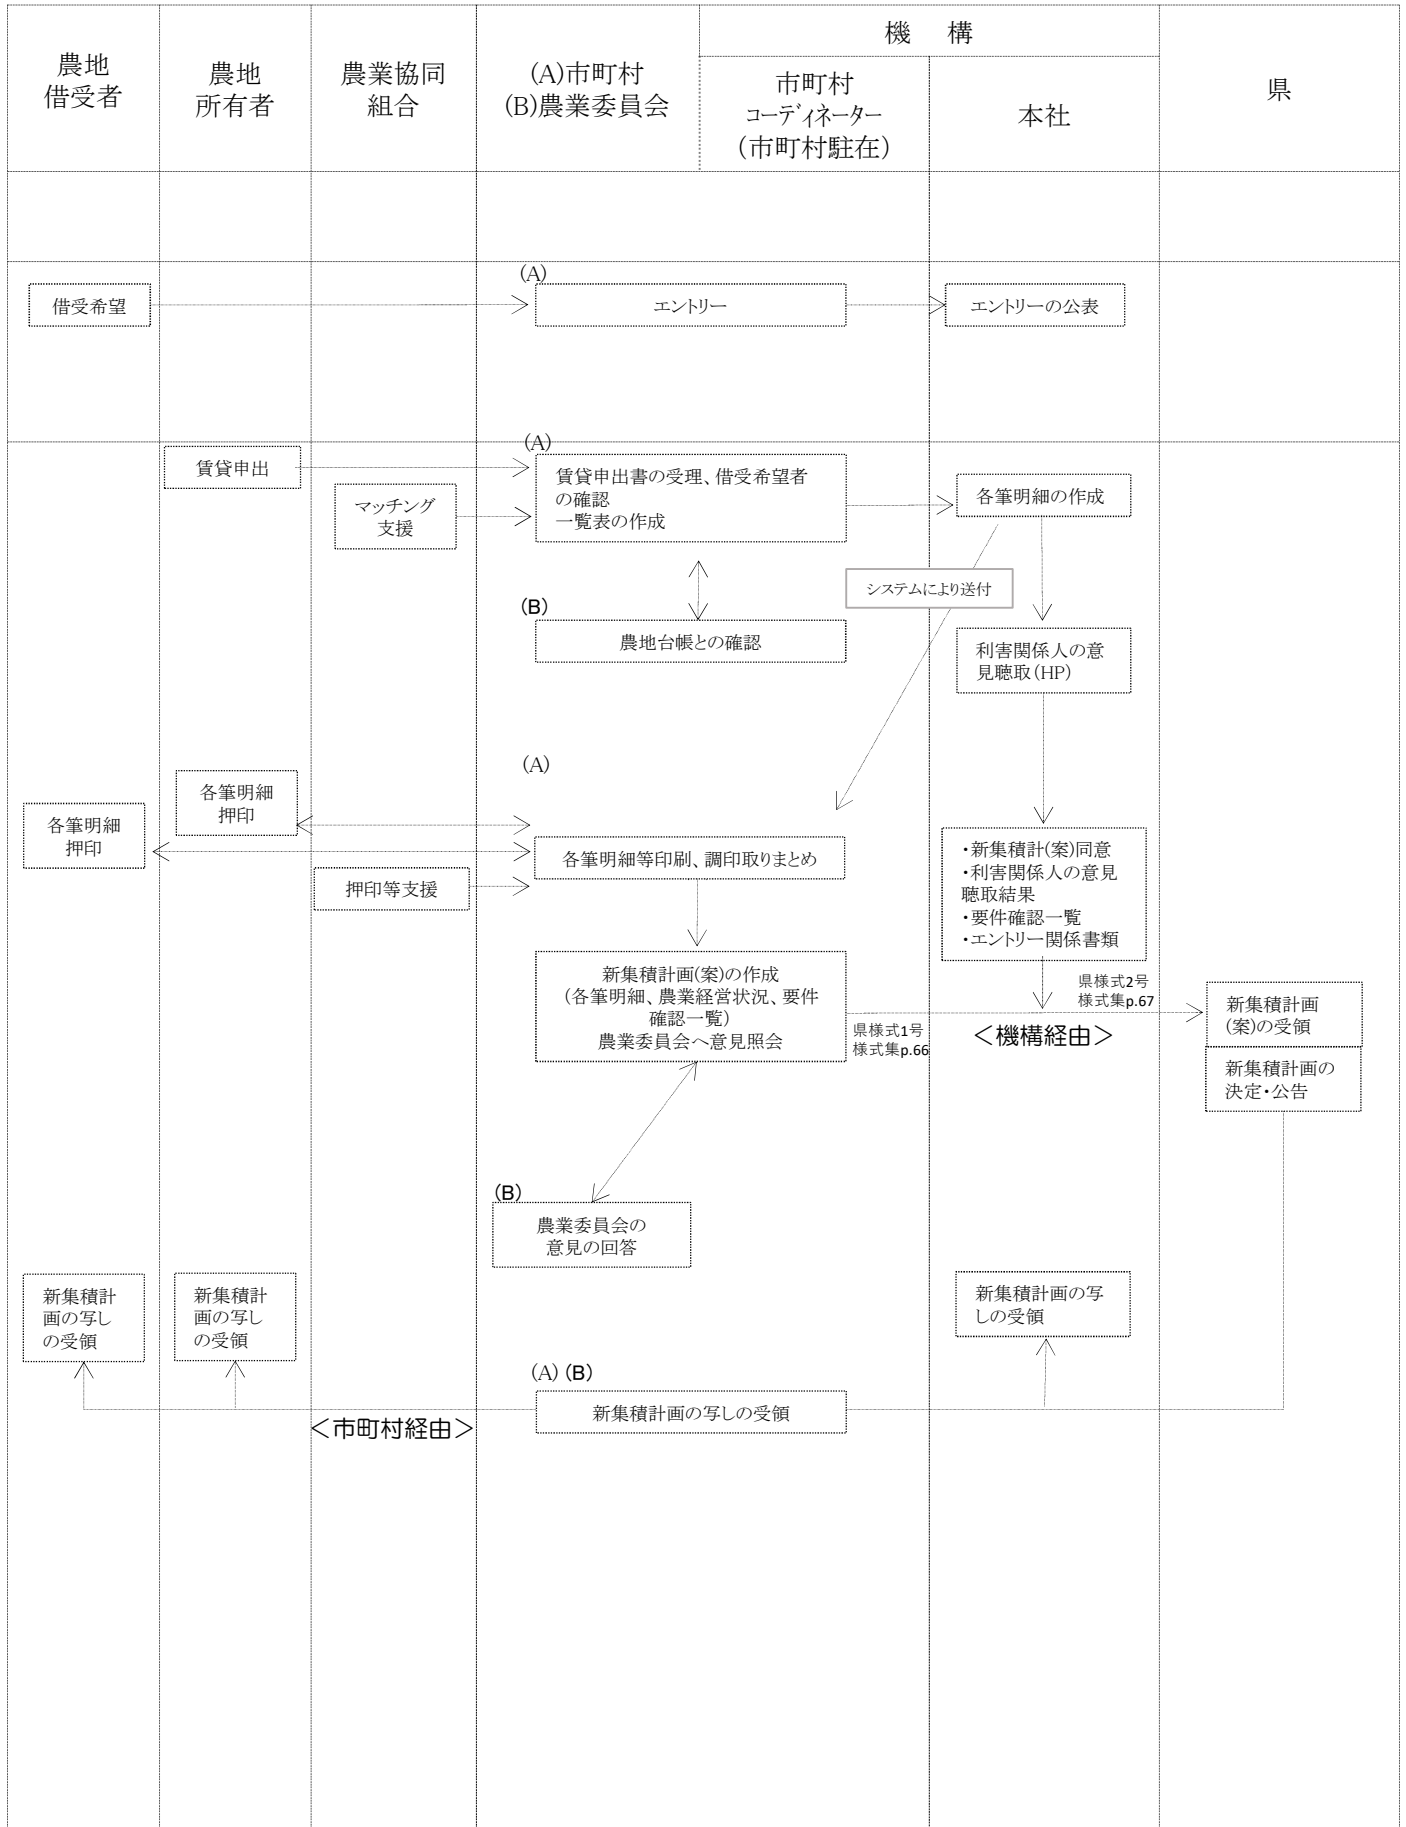 農地
借受者
農地
所有者
農業協同
組合
(A)市町村
(B)農業委員会
機　構
市町村
コーディネーター
(市町村駐在)
本社
県
(A)
借受希望
エントリー
エントリーの公表
(A)
賃貸申出
マッチング
支援
賃貸申出書の受理、借受希望者
の確認
一覧表の作成
各筆明細の作成
システムにより送付
(B)
農地台帳との確認
利害関係人の意
見聴取(HP)
(A)
各筆明細
押印
各筆明細
押印
各筆明細等印刷、調印取りまとめ
押印等支援
・新集積計(案)同意
・利害関係人の意見
聴取結果
・要件確認一覧
・エントリー関係書類
新集積計画(案)の作成
(各筆明細、農業経営状況、要件
確認一覧)
農業委員会へ意見照会
県様式1号
様式集p.66
県様式2号
様式集p.67
＜機構経由＞
新集積計画
(案)の受領
新集積計画の
決定・公告
(B)
農業委員会の
意見の回答
新集積計
画の写し
の受領
新集積計
画の写し
の受領
新集積計画の写
しの受領
(A) (B)
新集積計画の写しの受領
＜市町村経由＞